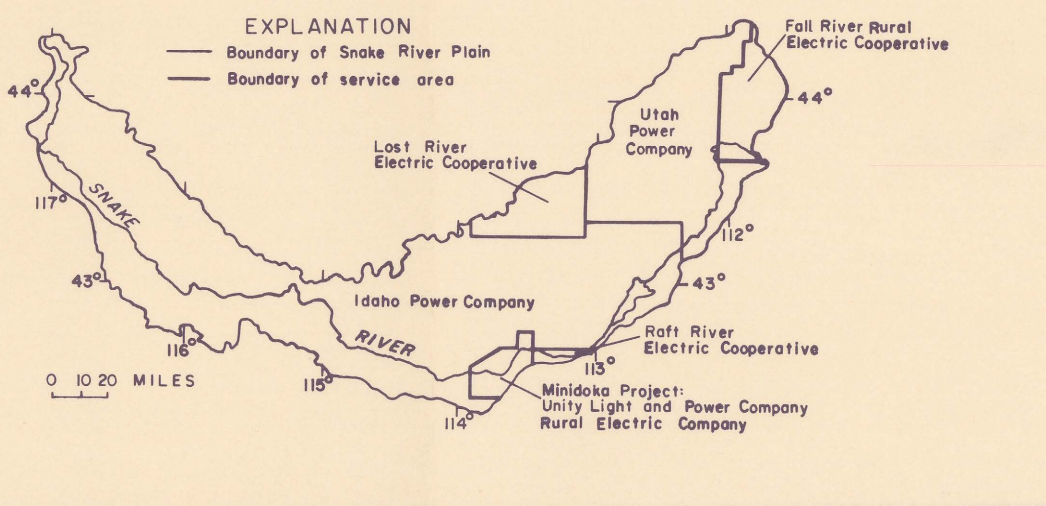 EXPLANATION
Boundary of Snake River Plain
Boundary of service area
Fall River Rural
Electric Cooperative
44°
44°
Utah
Power
Company
Lost River
Electric Cooperative
117°
SNAKE
112°
43°
43°
Idaho Power Company
RIVER
Raft River
Electric Cooperative
116°
113°
0 10 20 MILES
115°
Minidoka Project:
Unity Light and Power Company
Rural Electric Company
114°